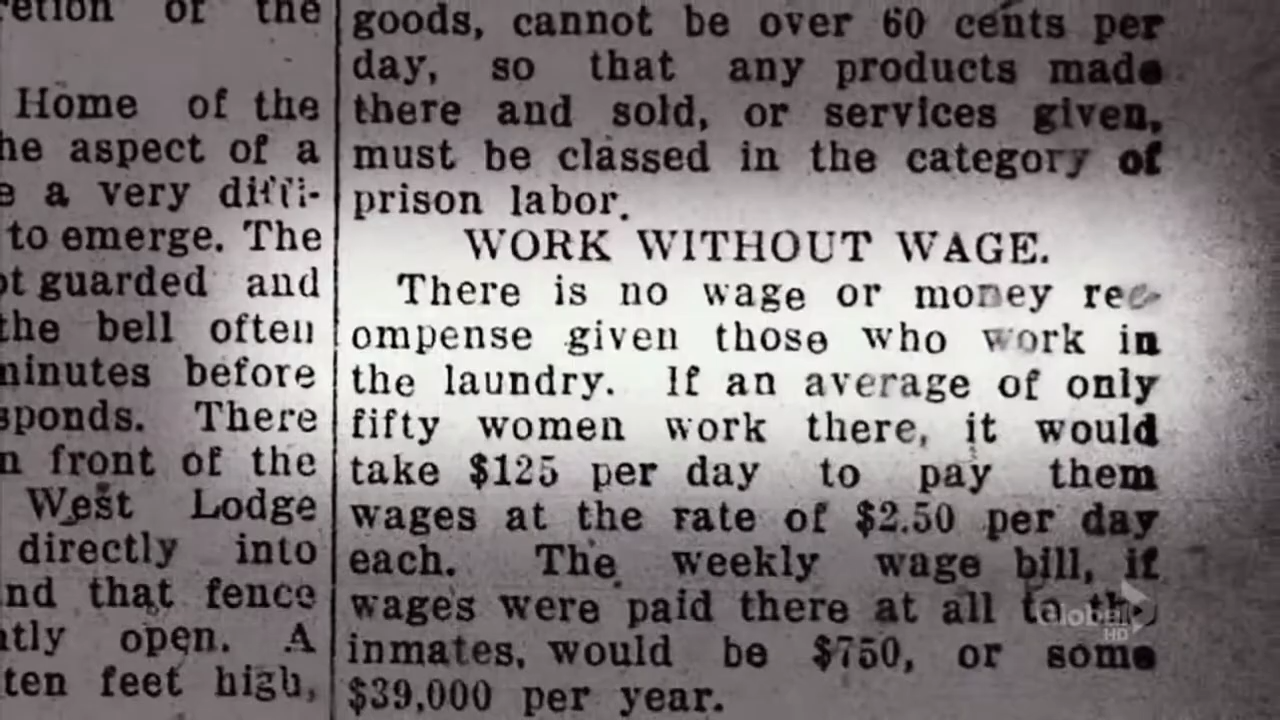 retion of the
Home of the
he aspect of a
e a very diffi-
to emerge. The
ot guarded and
the bell often
minutes before
sponds. There
n front of the
West Lodge
directly into
nd that fence
ntly open. A
ten feet high,
goods, cannot be over 60 cents per
day, so that any products made
there and sold, or services given,
must be classed in the category of
prison labor.
WORK WITHOUT WAGE.
There is no wage or money rec-
ompense given those who work in
the laundry. If an average of only
fifty women work there, it would
take $125 per day to pay them
wages at the rate of $2.50 per day
each. The weekly wage bill, if
wages were paid there at all to the
inmates, would be $750, or some
$39,000 per year.
Global
HD